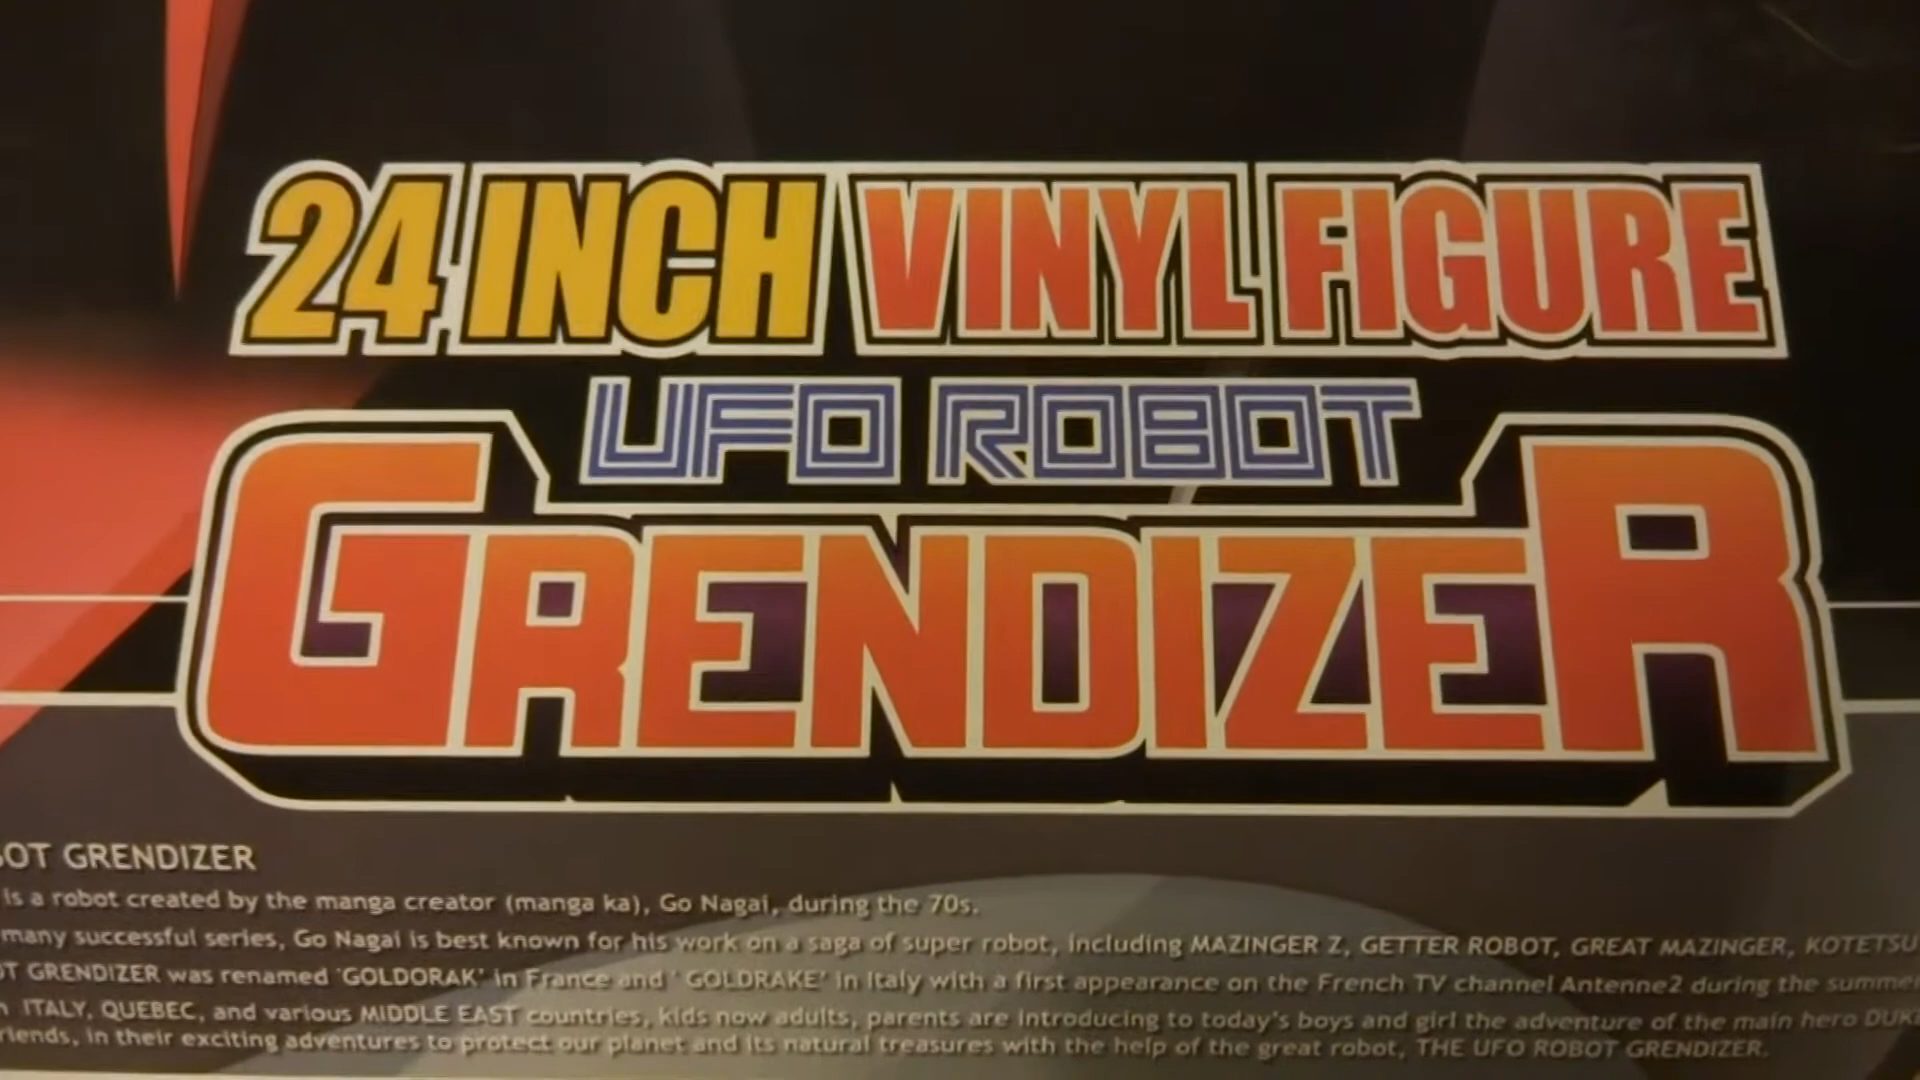 24 INCH VINYL FIGURE
UFO ROBOT
GRENDIZER
BOT GRENDIZER
is a robot created by the manga creator (manga ka), Go Nagai, during the 70s.
many successful series, Go Nagai is best known for his work on a saga of super robot, including MAZINGER Z, GETTER ROBOT, GREAT MAZINGER, KOTETSU
OT GRENDIZER was renamed 'GOLDORAK' in France and ' GOLDRAKE' in Italy with a first appearance on the French TV channel Antenne2 during the summer
n ITALY, QUEBEC, and various MIDDLE EAST countries, kids now adults, parents are introducing to today's boys and girl the adventure of the main hero DUK
riends, in their exciting adventures to protect our planet and its natural treasures with the help of the great robot, THE UFO ROBOT GRENDIZER.